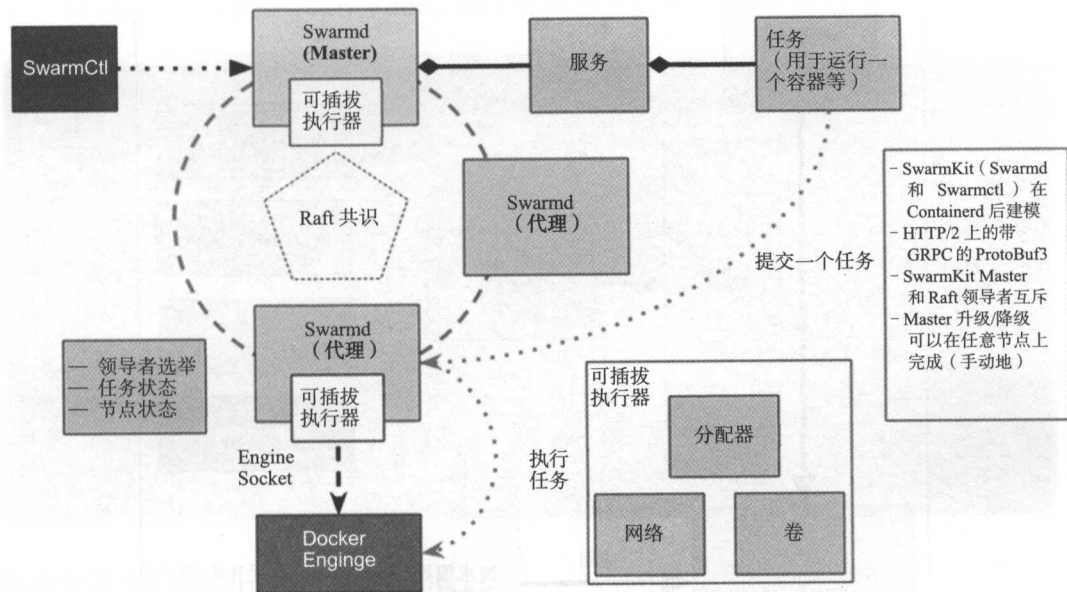 SwarmCtl
Swarmd
(Master)
可插拔
执行器
服务
任务
（用于运行一
个容器等）
Raft 共识
Swarmd
（代理）
提交一个任务
– SwarmKit（Swarmd
和 Swarmctl）在
Containerd 后建模
– HTTP/2 上的带
GRPC 的 ProtoBuf3
– SwarmKit Master
和 Raft 领导者互斥
– Master 升级/降级
可以在任意节点上
完成（手动地）
— 领导者选举
— 任务状态
— 节点状态
Swarmd
（代理）
可插拔
执行器
Engine
Socket
Docker
Enginge
执行
任务
可插拔
执行器
分配器
网络
卷